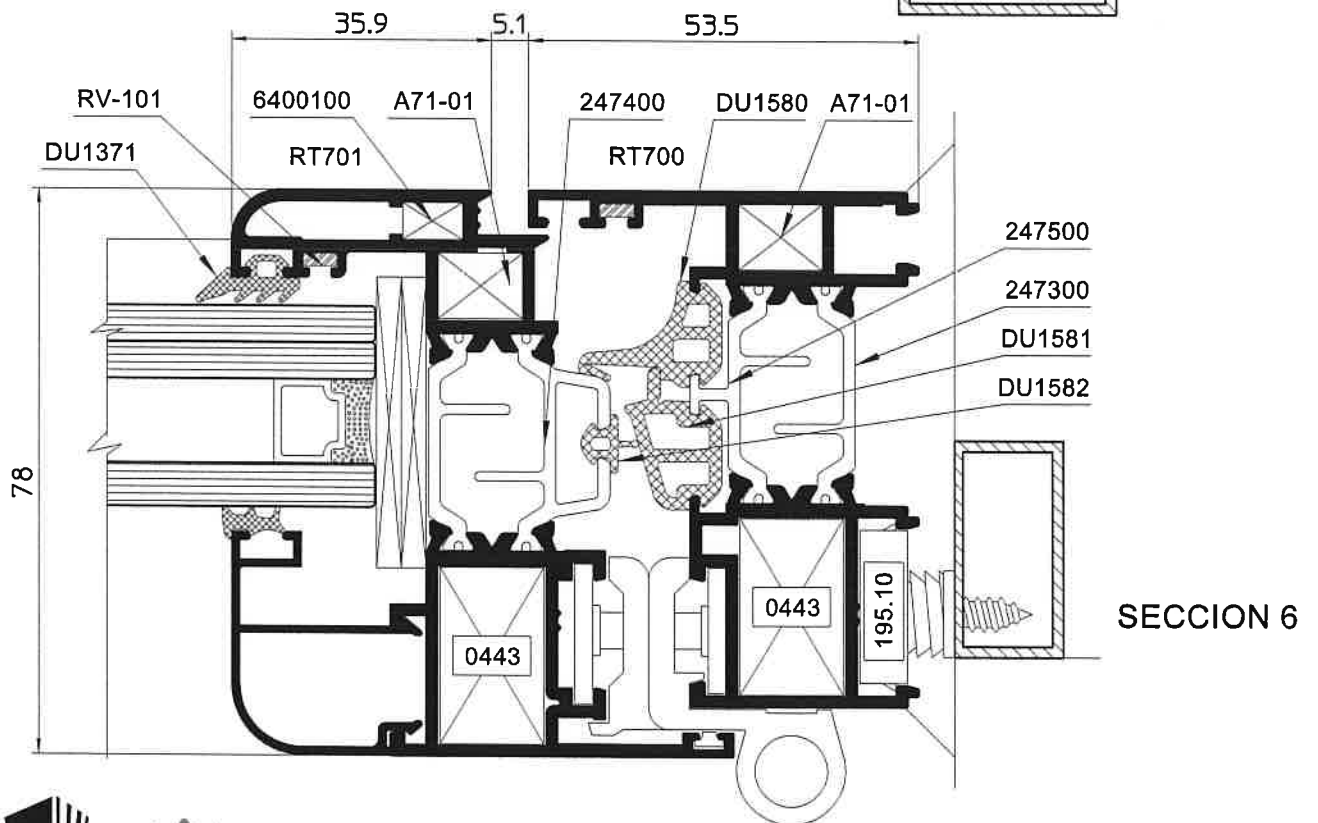 35.9 5.1 53.5
RV-101 6400100 A71-01 247400 DU1580 A71-01
DU1371 RT701 RT700
247500
247300
DU1581
DU1582
78
0443 0443 195.10 SECCION 6